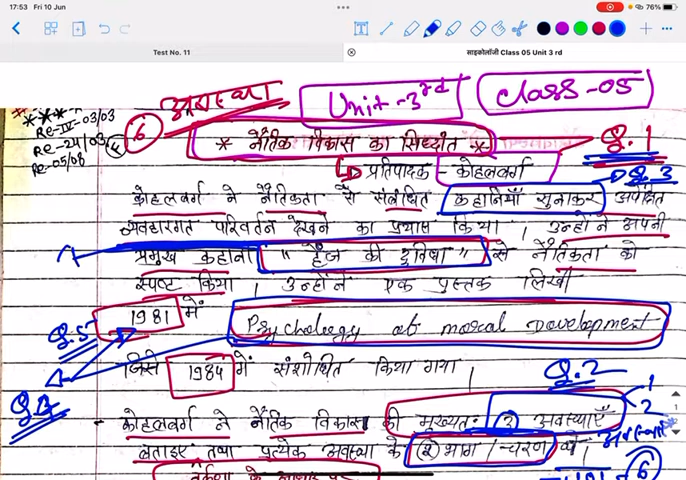 17:53 Fri 10 Jun
76%
Test No. 11
साइकोलॉजी Class 05 Unit 3 rd
अवस्था
Unit-3rd
Class-05
Re-IV-03/03
Re-24/03
Re-05/08
6
* नैतिक विकास का सिद्धांत *
Q.1
प्रतिपादक - कोहलबर्ग
Q.3
कोहलबर्ग ने नैतिकता से संबंधित कहानियाँ सुनाकर अपेक्षित
व्यवहारगत परिवर्तन देखने का प्रयास किया । उन्होंने अपनी
प्रमुख कहानी "हैंज की दुविधा" से नैतिकता को
स्पष्ट किया । उन्होंने एक पुस्तक लिखी
1981 में
Q.5
Psychology of moral Development
जिसे 1984 में संशोधित किया गया ।
Q.2
Q.4
- कोहलबर्ग ने नैतिक विकास की मुख्यतः ③ अवस्थाएँ
1
2
बताइए तथा प्रत्येक अवस्था के (2) भाग / चरण
अवस्था
6